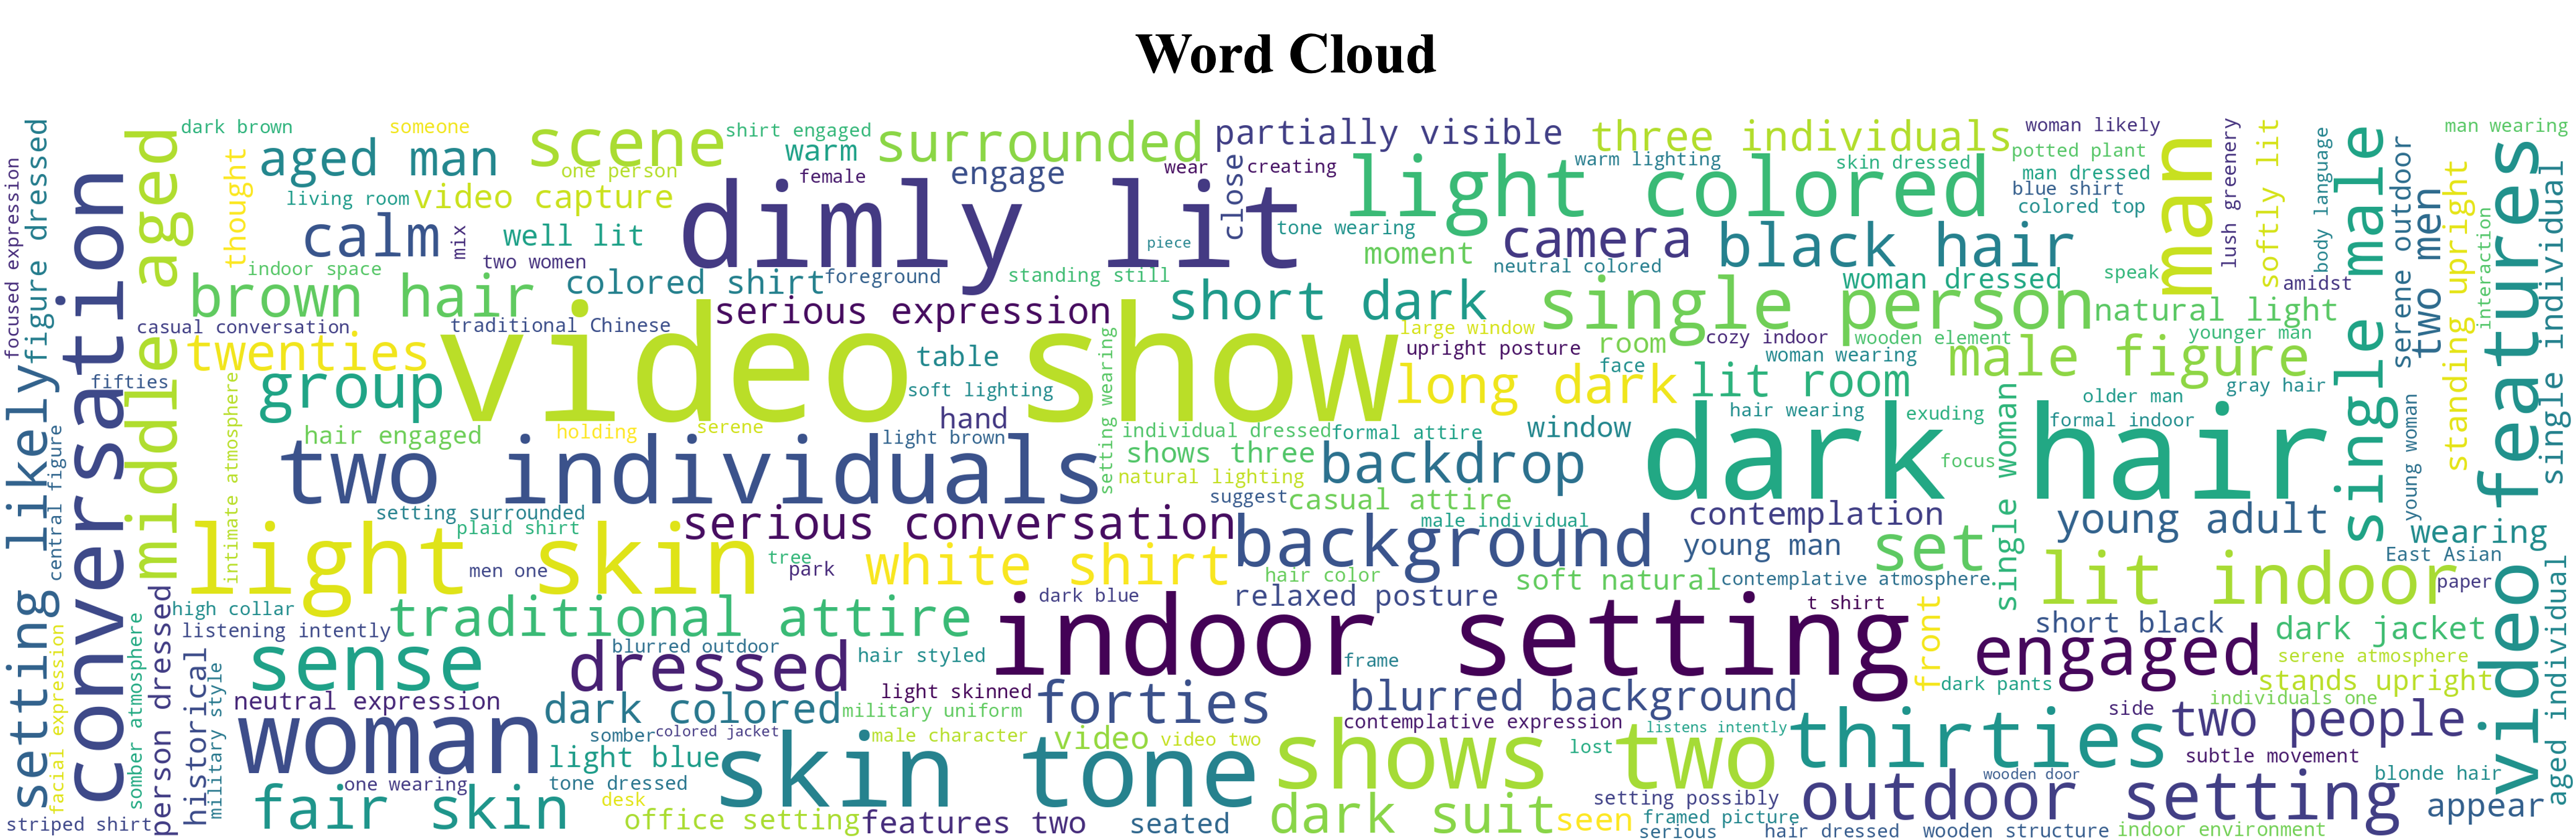 Word Cloud
dark brown
someone
scene
shirt engaged
surrounded
partially visible
three individuals
woman likely
man wearing
aged man
one person
warm
thought
female
engage
wear
creating
close
warm lighting
skin dressed
potted plant
man dressed
living room
video capture
dimly lit
light colored
blue shirt
colored top
man
lush greenery
softly lit
body language
single male
serene outdoor
two men
standing upright
interaction
features
single individual
focused expression
figure dressed
conversation
middle aged
calm
mix
well lit
two women
piece
tone wearing
camera
black hair
moment
indoor space
colored shirt
foreground
standing still
neutral colored
woman dressed
speak
amidst
brown hair
serious expression
short dark
single person
natural light
casual conversation
traditional Chinese
large window
cozy indoor
wooden element
younger man
twenties
video show
table
upright posture
room
woman wearing
male figure
fifties
group
soft lighting
setting wearing
long dark
face
lit room
gray hair
older man
hand
hair wearing
exuding
formal indoor
hair engaged
holding
serene
light brown
individual dressed
formal attire
window
single woman
dark hair
young woman
intimate atmosphere
two individuals
shows three
backdrop
focus
natural lighting
suggest
casual attire
setting likely
central figure
setting surrounded
plaid shirt
serious conversation
background
male individual
contemplation
young adult
wearing
light skin
men one
tree
park
white shirt
young man
set
East Asian
hair color
soft natural
contemplative atmosphere
lit indoor
paper
high collar
traditional attire
dark blue
relaxed posture
t shirt
listening intently
indoor setting
front
short black
dark jacket
engaged
person dressed
historical
military style
somber atmosphere
facial expression
sense
blurred outdoor
dressed
hair styled
frame
serene atmosphere
light skinned
dark pants
stands upright
neutral expression
dark colored
military uniform
forties
blurred background
individuals one
woman
somber
colored jacket
male character
video
video two
contemplative expression
listens intently
side
two people
light blue
skin tone
shows two
lost
thirties
subtle movement
one wearing
tone dressed
wooden door
blonde hair
video
aged individual
fair skin
desk
setting possibly
outdoor setting
appear
striped shirt
office setting
features two
seated
dark suit
seen
framed picture
serious
hair dressed
wooden structure
indoor environment